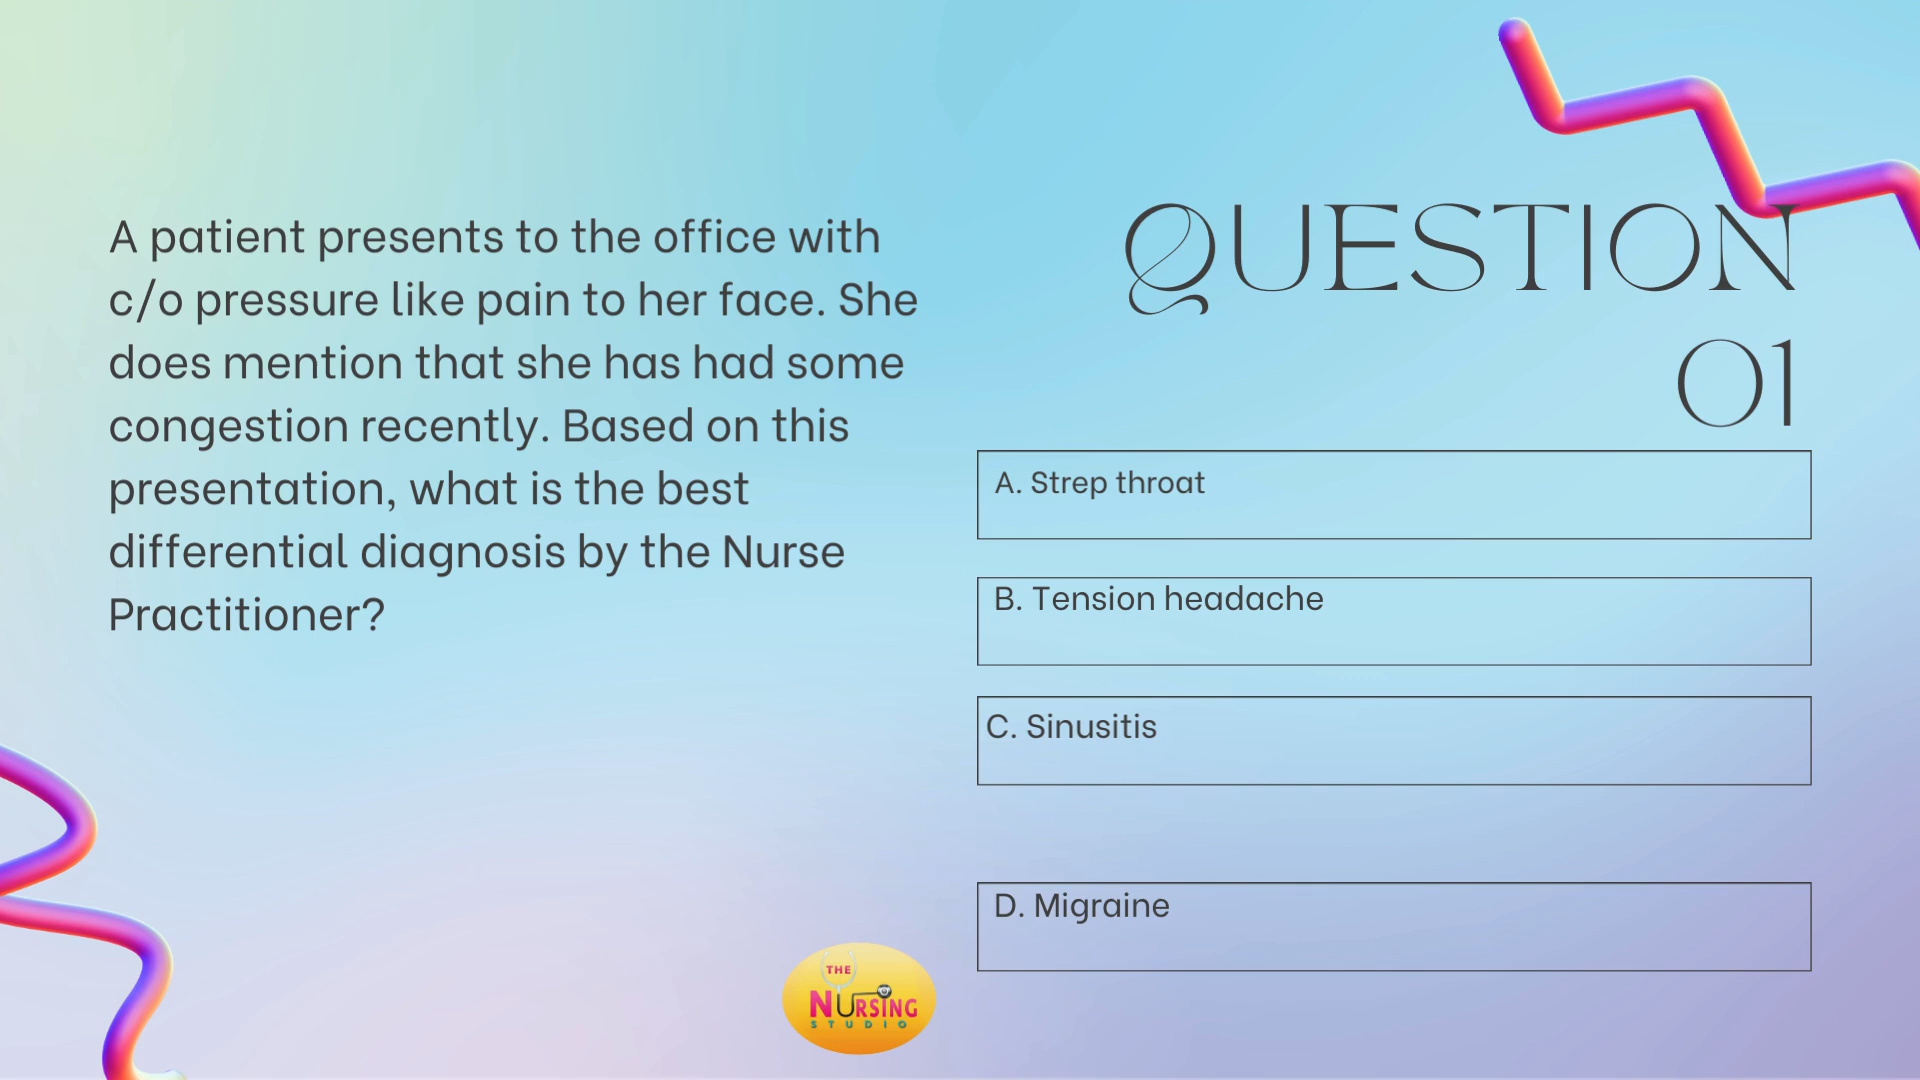 A patient presents to the office with
c/o pressure like pain to her face. She
does mention that she has had some
congestion recently. Based on this
presentation, what is the best
differential diagnosis by the Nurse
Practitioner?
QUESTION
01
A. Strep throat
B. Tension headache
C. Sinusitis
D. Migraine
THE
NURSING
STUDIO